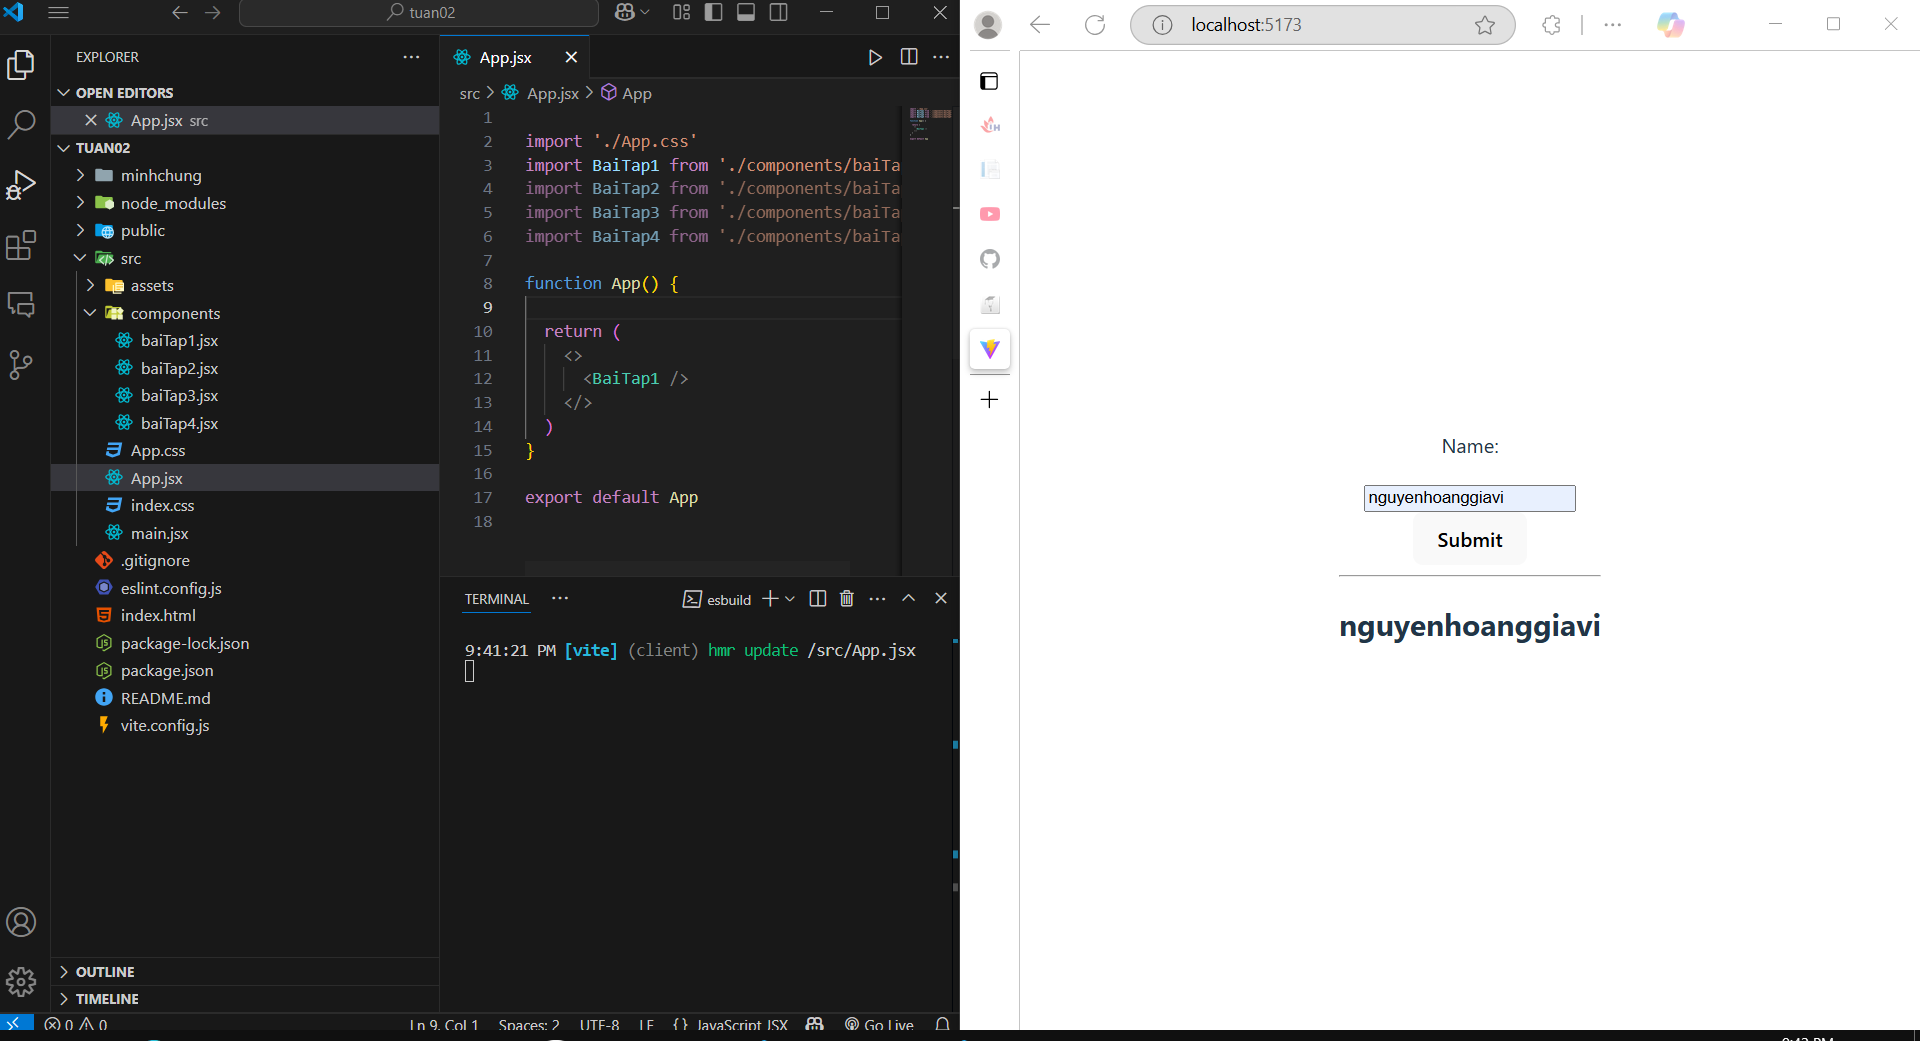 tuan02
EXPLORER
OPEN EDITORS
App.jsx src
TUAN02
minhchung
node_modules
public
src
assets
components
baiTap1.jsx
baiTap2.jsx
baiTap3.jsx
baiTap4.jsx
App.css
App.jsx
index.css
main.jsx
.gitignore
eslint.config.js
index.html
package-lock.json
package.json
README.md
vite.config.js
OUTLINE
TIMELINE
App.jsx
src > App.jsx > App
1
2 import './App.css'
3 import BaiTap1 from './components/baiTa
4 import BaiTap2 from './components/baiTa
5 import BaiTap3 from './components/baiTa
6 import BaiTap4 from './components/baiTa
7
8 function App() {
9
10 return (
11 <>
12 <BaiTap1 />
13 </>
14 )
15 }
16
17 export default App
18
TERMINAL
esbuild
9:41:21 PM [vite] (client) hmr update /src/App.jsx
0 0 Ln 9, Col 1 Spaces: 2 UTF-8 LF {} JavaScript JSX Go Live
localhost:5173
Name:
nguyenhoanggiavi
Submit
nguyenhoanggiavi